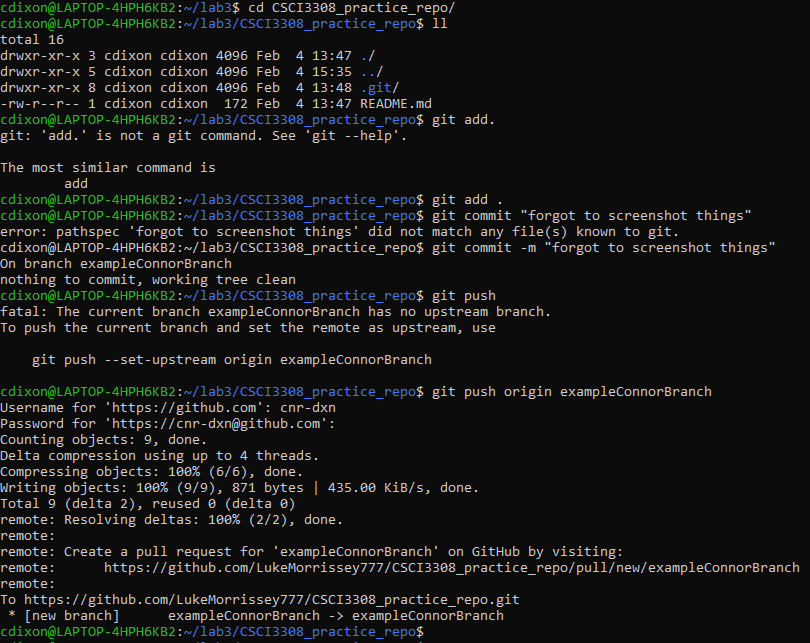 cdixon@LAPTOP-4HPH6KB2:~/lab3$ cd CSCI3308_practice_repo/
cdixon@LAPTOP-4HPH6KB2:~/lab3/CSCI3308_practice_repo$ ll
total 16
drwxr-xr-x 3 cdixon cdixon 4096 Feb  4 13:47 ./
drwxr-xr-x 5 cdixon cdixon 4096 Feb  4 15:35 ../
drwxr-xr-x 8 cdixon cdixon 4096 Feb  4 13:48 .git/
-rw-r--r-- 1 cdixon cdixon  172 Feb  4 13:47 README.md
cdixon@LAPTOP-4HPH6KB2:~/lab3/CSCI3308_practice_repo$ git add.
git: 'add.' is not a git command. See 'git --help'.

The most similar command is
        add
cdixon@LAPTOP-4HPH6KB2:~/lab3/CSCI3308_practice_repo$ git add .
cdixon@LAPTOP-4HPH6KB2:~/lab3/CSCI3308_practice_repo$ git commit "forgot to screenshot things"
error: pathspec 'forgot to screenshot things' did not match any file(s) known to git.
cdixon@LAPTOP-4HPH6KB2:~/lab3/CSCI3308_practice_repo$ git commit -m "forgot to screenshot things"
On branch exampleConnorBranch
nothing to commit, working tree clean
cdixon@LAPTOP-4HPH6KB2:~/lab3/CSCI3308_practice_repo$ git push
fatal: The current branch exampleConnorBranch has no upstream branch.
To push the current branch and set the remote as upstream, use

    git push --set-upstream origin exampleConnorBranch

cdixon@LAPTOP-4HPH6KB2:~/lab3/CSCI3308_practice_repo$ git push origin exampleConnorBranch
Username for 'https://github.com': cnr-dxn
Password for 'https://cnr-dxn@github.com':
Counting objects: 9, done.
Delta compression using up to 4 threads.
Compressing objects: 100% (6/6), done.
Writing objects: 100% (9/9), 871 bytes | 435.00 KiB/s, done.
Total 9 (delta 2), reused 0 (delta 0)
remote: Resolving deltas: 100% (2/2), done.
remote:
remote: Create a pull request for 'exampleConnorBranch' on GitHub by visiting:
remote:      https://github.com/LukeMorrissey777/CSCI3308_practice_repo/pull/new/exampleConnorBranch
remote:
To https://github.com/LukeMorrissey777/CSCI3308_practice_repo.git
 * [new branch]      exampleConnorBranch -> exampleConnorBranch
cdixon@LAPTOP-4HPH6KB2:~/lab3/CSCI3308_practice_repo$